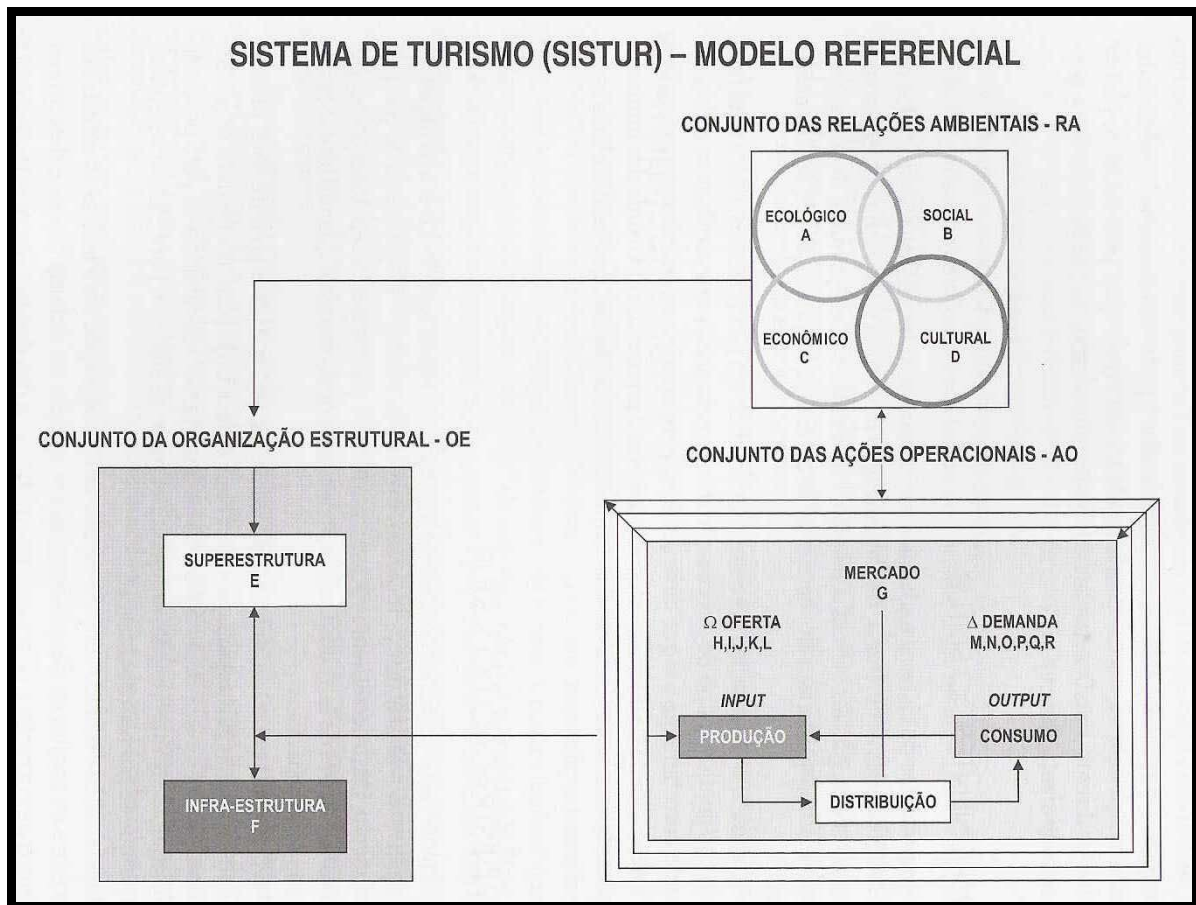 SISTEMA DE TURISMO (SISTUR) – MODELO REFERENCIAL
CONJUNTO DAS RELAÇÕES AMBIENTAIS - RA
ECOLÓGICO
A
SOCIAL
B
ECONÔMICO
C
CULTURAL
D
CONJUNTO DA ORGANIZAÇÃO ESTRUTURAL - OE
SUPERESTRUTURA
E
INFRA-ESTRUTURA
F
CONJUNTO DAS AÇÕES OPERACIONAIS - AO
MERCADO
G
Ω OFERTA
H,I,J,K,L
Δ DEMANDA
M,N,O,P,Q,R
INPUT
PRODUÇÃO
OUTPUT
CONSUMO
DISTRIBUIÇÃO